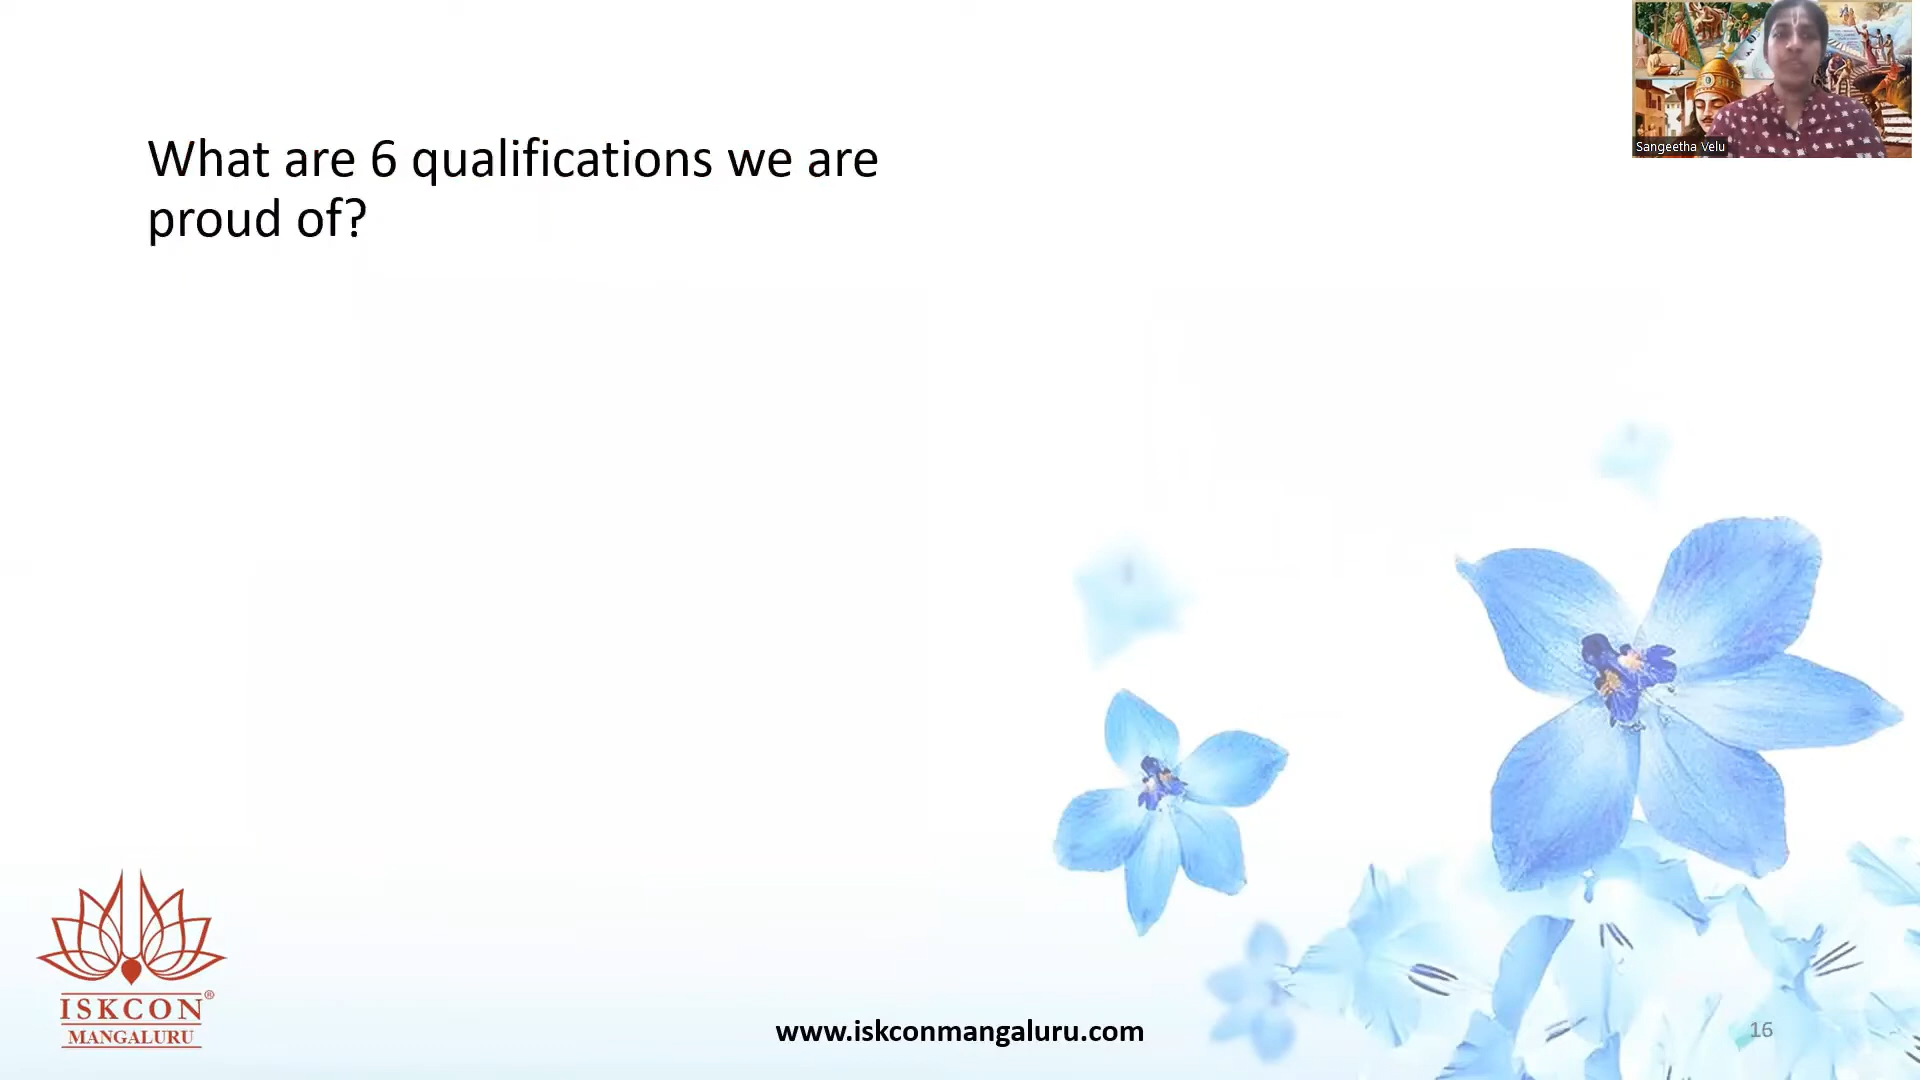 What are 6 qualifications we are
proud of?
Sangeetha Velu
ISKCON®
MANGALURU
www.iskconmangaluru.com
16